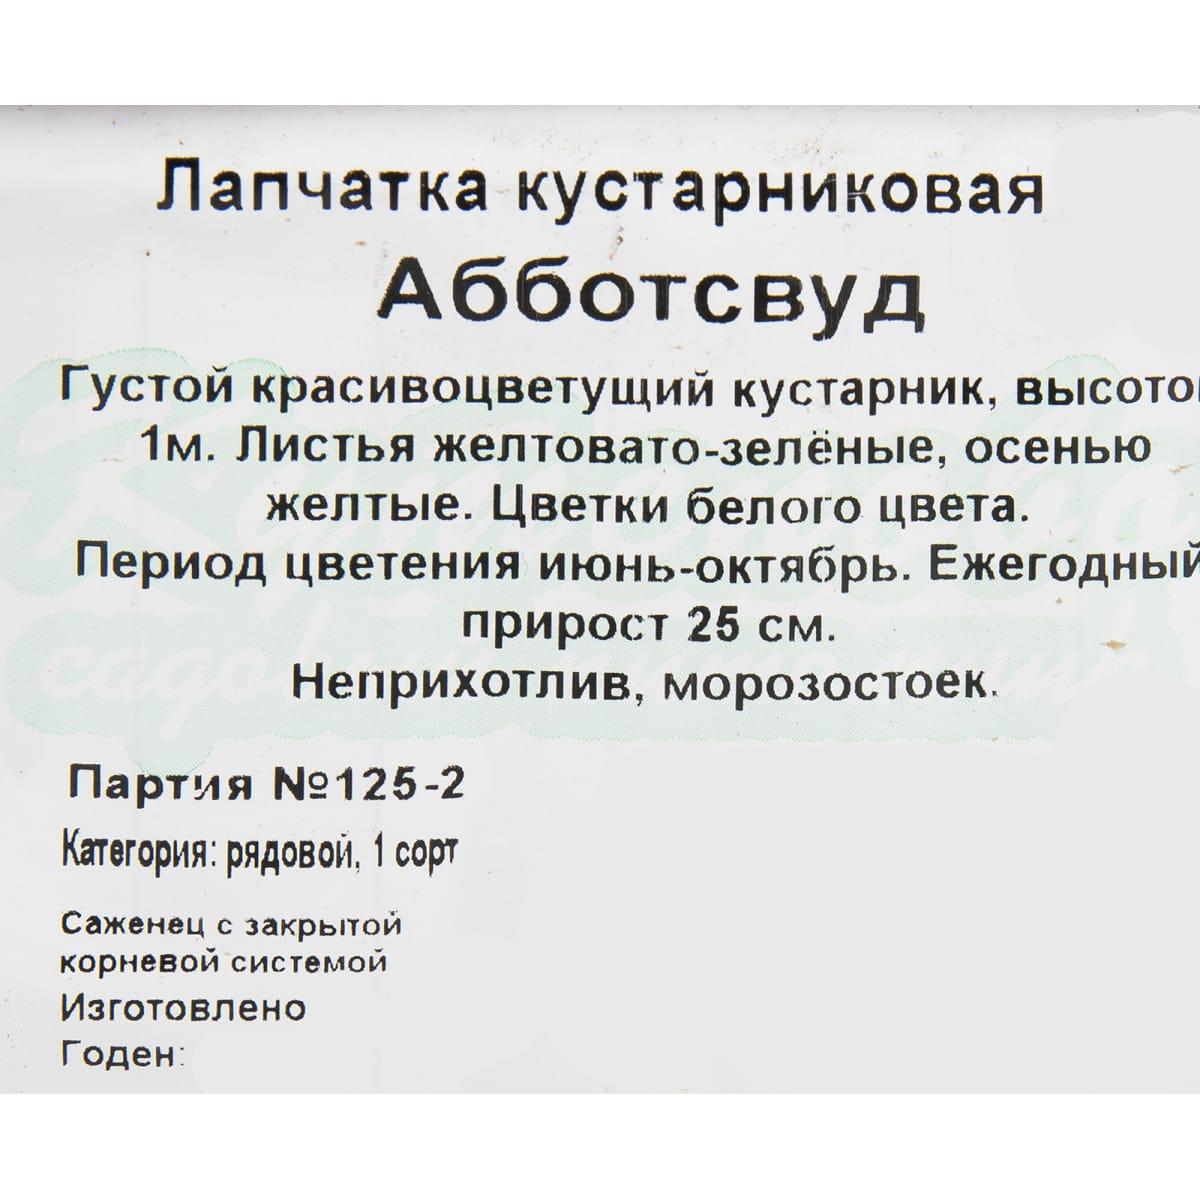 Лапчатка кустарниковая
Абботсвуд
Густой красивоцветущий кустарник, высотой
1м. Листья желтовато-зелёные, осенью
желтые. Цветки белого цвета.
Период цветения июнь-октябрь. Ежегодный
прирост 25 см.
Неприхотлив, морозостоек.
Партия №125-2
Категория: рядовой, 1 сорт
Саженец с закрытой
корневой системой
Изготовлено
Годен: